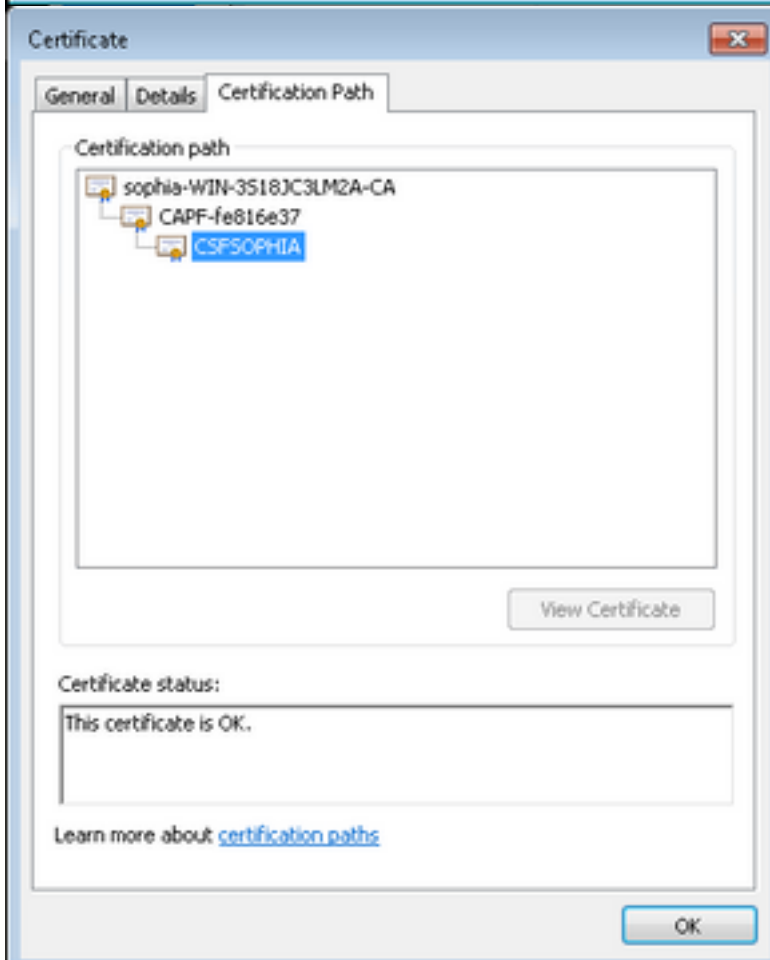 Certificate
General Details Certification Path
Certification path
sophia-WIN-3S18JC3LM2A-CA
CAPF-fe816e37
CSFSOPHIA
View Certificate
Certificate status:
This certificate is OK.
Learn more about certification paths
OK